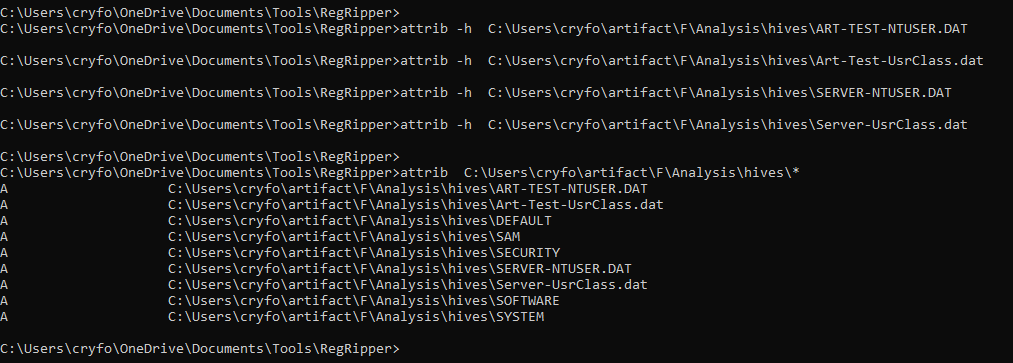 C:\Users\cryfo\OneDrive\Documents\Tools\RegRipper>
C:\Users\cryfo\OneDrive\Documents\Tools\RegRipper>attrib -h  C:\Users\cryfo\artifact\F\Analysis\hives\ART-TEST-NTUSER.DAT
C:\Users\cryfo\OneDrive\Documents\Tools\RegRipper>attrib -h  C:\Users\cryfo\artifact\F\Analysis\hives\Art-Test-UsrClass.dat
C:\Users\cryfo\OneDrive\Documents\Tools\RegRipper>attrib -h  C:\Users\cryfo\artifact\F\Analysis\hives\SERVER-NTUSER.DAT
C:\Users\cryfo\OneDrive\Documents\Tools\RegRipper>attrib -h  C:\Users\cryfo\artifact\F\Analysis\hives\Server-UsrClass.dat
C:\Users\cryfo\OneDrive\Documents\Tools\RegRipper>
C:\Users\cryfo\OneDrive\Documents\Tools\RegRipper>attrib  C:\Users\cryfo\artifact\F\Analysis\hives\*
A                    C:\Users\cryfo\artifact\F\Analysis\hives\ART-TEST-NTUSER.DAT
A                    C:\Users\cryfo\artifact\F\Analysis\hives\Art-Test-UsrClass.dat
A                    C:\Users\cryfo\artifact\F\Analysis\hives\DEFAULT
A                    C:\Users\cryfo\artifact\F\Analysis\hives\SAM
A                    C:\Users\cryfo\artifact\F\Analysis\hives\SECURITY
A                    C:\Users\cryfo\artifact\F\Analysis\hives\SERVER-NTUSER.DAT
A                    C:\Users\cryfo\artifact\F\Analysis\hives\Server-UsrClass.dat
A                    C:\Users\cryfo\artifact\F\Analysis\hives\SOFTWARE
A                    C:\Users\cryfo\artifact\F\Analysis\hives\SYSTEM
C:\Users\cryfo\OneDrive\Documents\Tools\RegRipper>